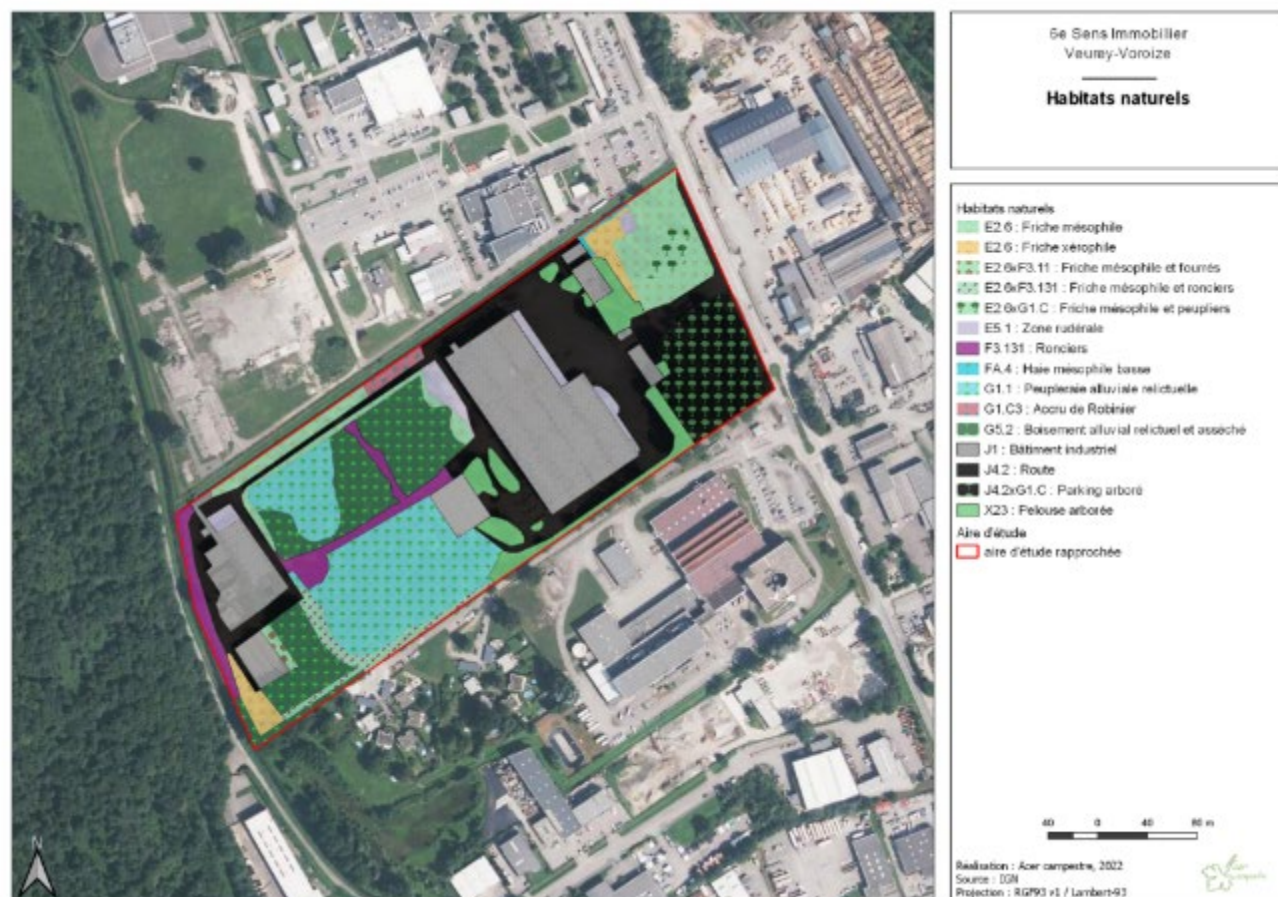 6e Sens Immobilier
Veurey-Voroize
Habitats naturels
Habitats naturels
E2.6 : Friche mésophile
E2.6 : Friche xérophile
E2.6xF3.11 : Friche mésophile et fourrés
E2.6xF3.131 : Friche mésophile et ronciers
E2.6xG1.C : Friche mésophile et peupliers
E5.1 : Zone rudérale
F3.131 : Ronciers
FA.4 : Haie mésophile basse
G1.1 : Peupleraie alluviale relictuelle
G1.C3 : Accru de Robinier
G5.2 : Boisement alluvial relictuel et asséché
J1 : Bâtiment industriel
J4.2 : Route
J4.2xG1.C : Parking arboré
X23 : Pelouse arborée
Aire d'étude
aire d'étude rapprochée
40 0 40 80 m
Réalisation : Acer campestre, 2022
Source : IGN
Projection : RGF93 v1 / Lambert-93
N